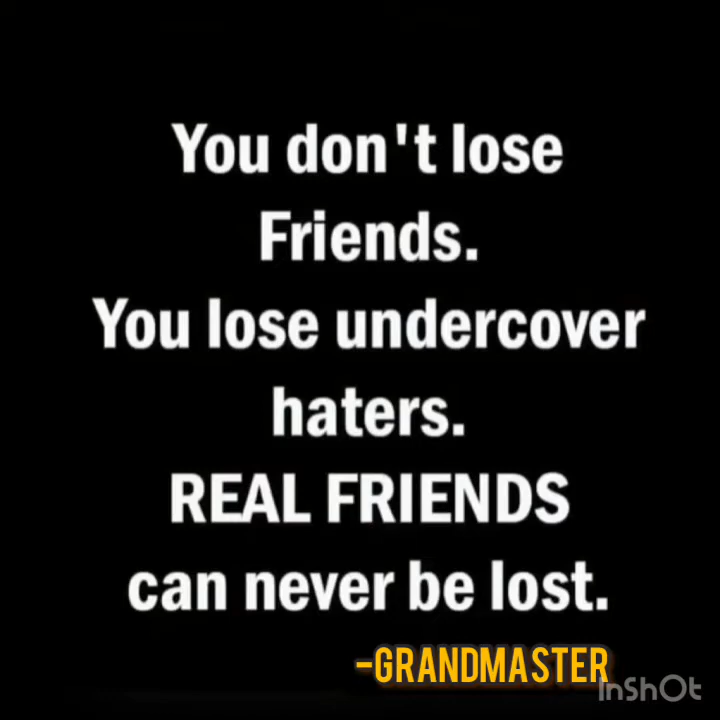 You don't lose
Friends.
You lose undercover
haters.
REAL FRIENDS
can never be lost.
-GRANDMASTER
InShOt